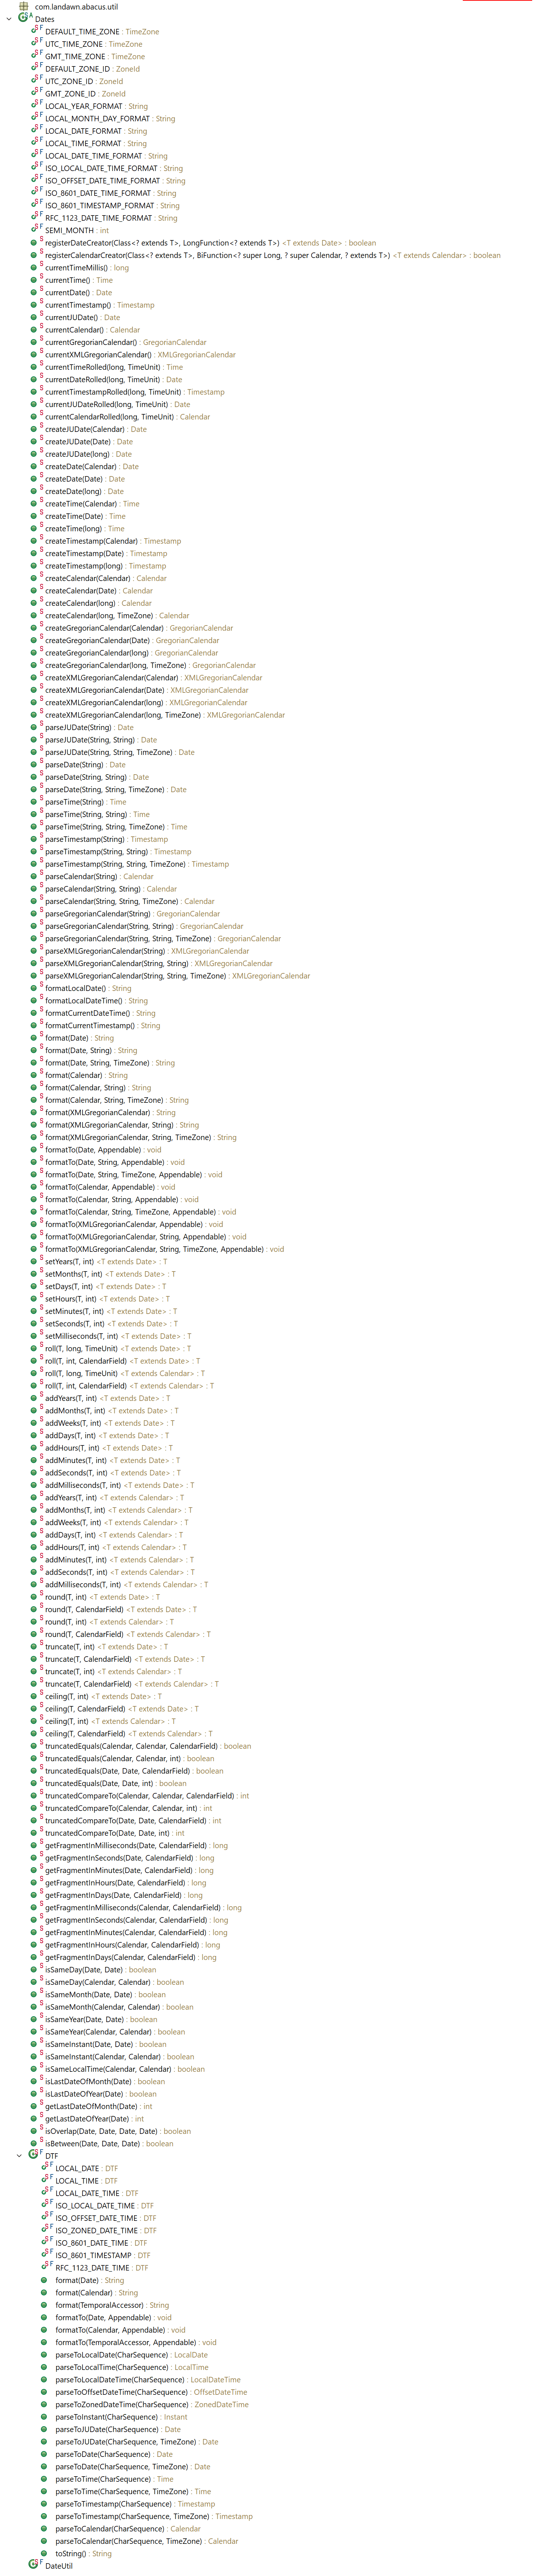 com.landawn.abacus.util
Dates
DEFAULT_TIME_ZONE : TimeZone
UTC_TIME_ZONE : TimeZone
GMT_TIME_ZONE : TimeZone
DEFAULT_ZONE_ID : ZoneId
UTC_ZONE_ID : ZoneId
GMT_ZONE_ID : ZoneId
LOCAL_YEAR_FORMAT : String
LOCAL_MONTH_DAY_FORMAT : String
LOCAL_DATE_FORMAT : String
LOCAL_TIME_FORMAT : String
LOCAL_DATE_TIME_FORMAT : String
ISO_LOCAL_DATE_TIME_FORMAT : String
ISO_OFFSET_DATE_TIME_FORMAT : String
ISO_8601_DATE_TIME_FORMAT : String
ISO_8601_TIMESTAMP_FORMAT : String
RFC_1123_DATE_TIME_FORMAT : String
SEMI_MONTH : int
registerDateCreator(Class<? extends T>, LongFunction<? extends T>) <T extends Date> : boolean
registerCalendarCreator(Class<? extends T>, BiFunction<? super Long, ? super Calendar, ? extends T>) <T extends Calendar> : boolean
currentTimeMillis() : long
currentTime() : Time
currentDate() : Date
currentTimestamp() : Timestamp
currentJUDate() : Date
currentCalendar() : Calendar
currentGregorianCalendar() : GregorianCalendar
currentXMLGregorianCalendar() : XMLGregorianCalendar
currentTimeRolled(long, TimeUnit) : Time
currentDateRolled(long, TimeUnit) : Date
currentTimestampRolled(long, TimeUnit) : Timestamp
currentJUDateRolled(long, TimeUnit) : Date
currentCalendarRolled(long, TimeUnit) : Calendar
createJUDate(Calendar) : Date
createJUDate(Date) : Date
createJUDate(long) : Date
createDate(Calendar) : Date
createDate(Date) : Date
createDate(long) : Date
createTime(Calendar) : Time
createTime(Date) : Time
createTime(long) : Time
createTimestamp(Calendar) : Timestamp
createTimestamp(Date) : Timestamp
createTimestamp(long) : Timestamp
createCalendar(Calendar) : Calendar
createCalendar(Date) : Calendar
createCalendar(long) : Calendar
createCalendar(long, TimeZone) : Calendar
createGregorianCalendar(Calendar) : GregorianCalendar
createGregorianCalendar(Date) : GregorianCalendar
createGregorianCalendar(long) : GregorianCalendar
createGregorianCalendar(long, TimeZone) : GregorianCalendar
createXMLGregorianCalendar(Calendar) : XMLGregorianCalendar
createXMLGregorianCalendar(Date) : XMLGregorianCalendar
createXMLGregorianCalendar(long) : XMLGregorianCalendar
createXMLGregorianCalendar(long, TimeZone) : XMLGregorianCalendar
parseJUDate(String) : Date
parseJUDate(String, String) : Date
parseJUDate(String, String, TimeZone) : Date
parseDate(String) : Date
parseDate(String, String) : Date
parseDate(String, String, TimeZone) : Date
parseTime(String) : Time
parseTime(String, String) : Time
parseTime(String, String, TimeZone) : Time
parseTimestamp(String) : Timestamp
parseTimestamp(String, String) : Timestamp
parseTimestamp(String, String, TimeZone) : Timestamp
parseCalendar(String) : Calendar
parseCalendar(String, String) : Calendar
parseCalendar(String, String, TimeZone) : Calendar
parseGregorianCalendar(String) : GregorianCalendar
parseGregorianCalendar(String, String) : GregorianCalendar
parseGregorianCalendar(String, String, TimeZone) : GregorianCalendar
parseXMLGregorianCalendar(String) : XMLGregorianCalendar
parseXMLGregorianCalendar(String, String) : XMLGregorianCalendar
parseXMLGregorianCalendar(String, String, TimeZone) : XMLGregorianCalendar
formatLocalDate() : String
formatLocalDateTime() : String
formatCurrentDateTime() : String
formatCurrentTimestamp() : String
format(Date) : String
format(Date, String) : String
format(Date, String, TimeZone) : String
format(Calendar) : String
format(Calendar, String) : String
format(Calendar, String, TimeZone) : String
format(XMLGregorianCalendar) : String
format(XMLGregorianCalendar, String) : String
format(XMLGregorianCalendar, String, TimeZone) : String
formatTo(Date, Appendable) : void
formatTo(Date, String, Appendable) : void
formatTo(Date, String, TimeZone, Appendable) : void
formatTo(Calendar, Appendable) : void
formatTo(Calendar, String, Appendable) : void
formatTo(Calendar, String, TimeZone, Appendable) : void
formatTo(XMLGregorianCalendar, Appendable) : void
formatTo(XMLGregorianCalendar, String, Appendable) : void
formatTo(XMLGregorianCalendar, String, TimeZone, Appendable) : void
setYears(T, int) <T extends Date> : T
setMonths(T, int) <T extends Date> : T
setDays(T, int) <T extends Date> : T
setHours(T, int) <T extends Date> : T
setMinutes(T, int) <T extends Date> : T
setSeconds(T, int) <T extends Date> : T
setMilliseconds(T, int) <T extends Date> : T
roll(T, long, TimeUnit) <T extends Date> : T
roll(T, int, CalendarField) <T extends Date> : T
roll(T, long, TimeUnit) <T extends Calendar> : T
roll(T, int, CalendarField) <T extends Calendar> : T
addYears(T, int) <T extends Date> : T
addMonths(T, int) <T extends Date> : T
addWeeks(T, int) <T extends Date> : T
addDays(T, int) <T extends Date> : T
addHours(T, int) <T extends Date> : T
addMinutes(T, int) <T extends Date> : T
addSeconds(T, int) <T extends Date> : T
addMilliseconds(T, int) <T extends Date> : T
addYears(T, int) <T extends Calendar> : T
addMonths(T, int) <T extends Calendar> : T
addWeeks(T, int) <T extends Calendar> : T
addDays(T, int) <T extends Calendar> : T
addHours(T, int) <T extends Calendar> : T
addMinutes(T, int) <T extends Calendar> : T
addSeconds(T, int) <T extends Calendar> : T
addMilliseconds(T, int) <T extends Calendar> : T
round(T, int) <T extends Date> : T
round(T, CalendarField) <T extends Date> : T
round(T, int) <T extends Calendar> : T
round(T, CalendarField) <T extends Calendar> : T
truncate(T, int) <T extends Date> : T
truncate(T, CalendarField) <T extends Date> : T
truncate(T, int) <T extends Calendar> : T
truncate(T, CalendarField) <T extends Calendar> : T
ceiling(T, int) <T extends Date> : T
ceiling(T, CalendarField) <T extends Date> : T
ceiling(T, int) <T extends Calendar> : T
ceiling(T, CalendarField) <T extends Calendar> : T
truncatedEquals(Calendar, Calendar, CalendarField) : boolean
truncatedEquals(Calendar, Calendar, int) : boolean
truncatedEquals(Date, Date, CalendarField) : boolean
truncatedEquals(Date, Date, int) : boolean
truncatedCompareTo(Calendar, Calendar, CalendarField) : int
truncatedCompareTo(Calendar, Calendar, int) : int
truncatedCompareTo(Date, Date, CalendarField) : int
truncatedCompareTo(Date, Date, int) : int
getFragmentInMilliseconds(Date, CalendarField) : long
getFragmentInSeconds(Date, CalendarField) : long
getFragmentInMinutes(Date, CalendarField) : long
getFragmentInHours(Date, CalendarField) : long
getFragmentInDays(Date, CalendarField) : long
getFragmentInMilliseconds(Calendar, CalendarField) : long
getFragmentInSeconds(Calendar, CalendarField) : long
getFragmentInMinutes(Calendar, CalendarField) : long
getFragmentInHours(Calendar, CalendarField) : long
getFragmentInDays(Calendar, CalendarField) : long
isSameDay(Date, Date) : boolean
isSameDay(Calendar, Calendar) : boolean
isSameMonth(Date, Date) : boolean
isSameMonth(Calendar, Calendar) : boolean
isSameYear(Date, Date) : boolean
isSameYear(Calendar, Calendar) : boolean
isSameInstant(Date, Date) : boolean
isSameInstant(Calendar, Calendar) : boolean
isSameLocalTime(Calendar, Calendar) : boolean
isLastDateOfMonth(Date) : boolean
isLastDateOfYear(Date) : boolean
getLastDateOfMonth(Date) : int
getLastDateOfYear(Date) : int
isOverlap(Date, Date, Date, Date) : boolean
isBetween(Date, Date, Date) : boolean
DTF
LOCAL_DATE : DTF
LOCAL_TIME : DTF
LOCAL_DATE_TIME : DTF
ISO_LOCAL_DATE_TIME : DTF
ISO_OFFSET_DATE_TIME : DTF
ISO_ZONED_DATE_TIME : DTF
ISO_8601_DATE_TIME : DTF
ISO_8601_TIMESTAMP : DTF
RFC_1123_DATE_TIME : DTF
format(Date) : String
format(Calendar) : String
format(TemporalAccessor) : String
formatTo(Date, Appendable) : void
formatTo(Calendar, Appendable) : void
formatTo(TemporalAccessor, Appendable) : void
parseToLocalDate(CharSequence) : LocalDate
parseToLocalTime(CharSequence) : LocalTime
parseToLocalDateTime(CharSequence) : LocalDateTime
parseToOffsetDateTime(CharSequence) : OffsetDateTime
parseToZonedDateTime(CharSequence) : ZonedDateTime
parseToInstant(CharSequence) : Instant
parseToJUDate(CharSequence) : Date
parseToJUDate(CharSequence, TimeZone) : Date
parseToDate(CharSequence) : Date
parseToDate(CharSequence, TimeZone) : Date
parseToTime(CharSequence) : Time
parseToTime(CharSequence, TimeZone) : Time
parseToTimestamp(CharSequence) : Timestamp
parseToTimestamp(CharSequence, TimeZone) : Timestamp
parseToCalendar(CharSequence) : Calendar
parseToCalendar(CharSequence, TimeZone) : Calendar
toString() : String
DateUtil